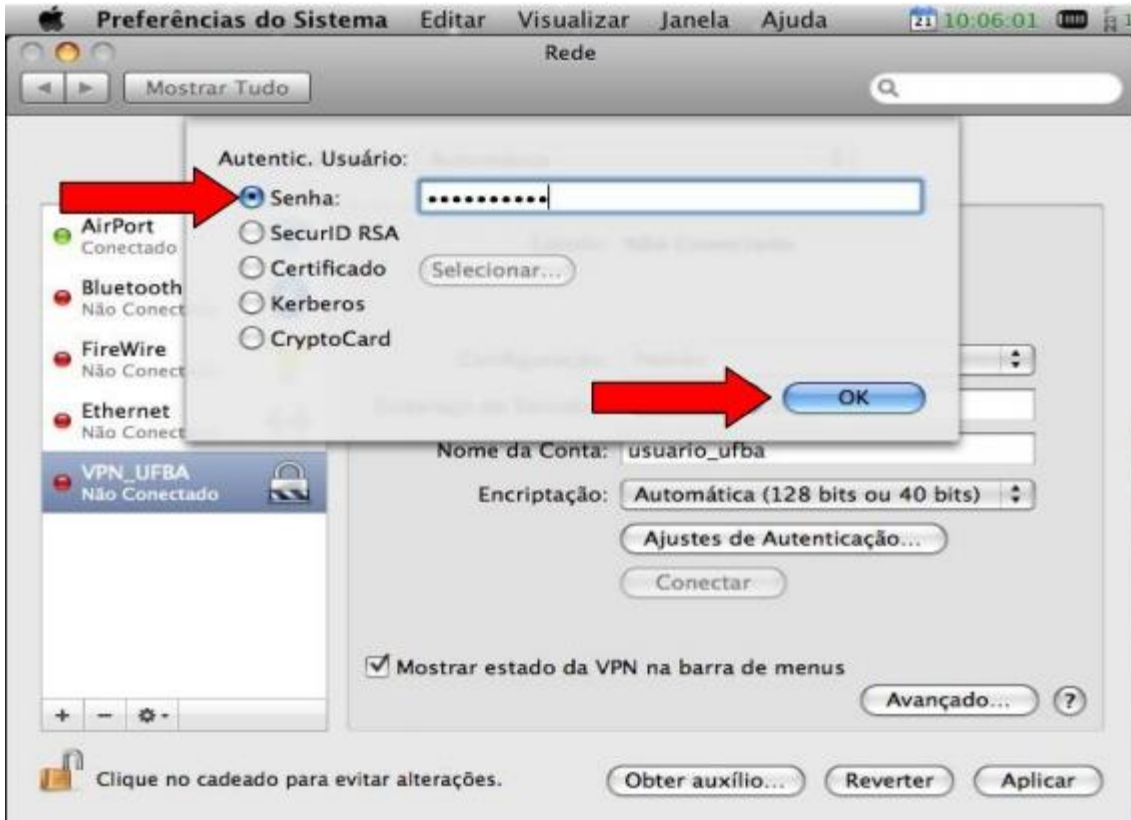 Preferências do Sistema Editar Visualizar Janela Ajuda 21 10:06:01
Rede
Mostrar Tudo
Autentic. Usuário:
Senha: ••••••••••
SecurID RSA
Certificado Selecionar...
Kerberos
CryptoCard
OK
AirPort
Conectado
Bluetooth
Não Conect
FireWire
Não Conect
Ethernet
Não Conect
VPN_UFBA
Não Conectado
Nome da Conta: usuario_ufba
Encriptação: Automática (128 bits ou 40 bits)
Ajustes de Autenticação...
Conectar
Mostrar estado da VPN na barra de menus
Avançado... ?
Clique no cadeado para evitar alterações. Obter auxílio... Reverter Aplicar